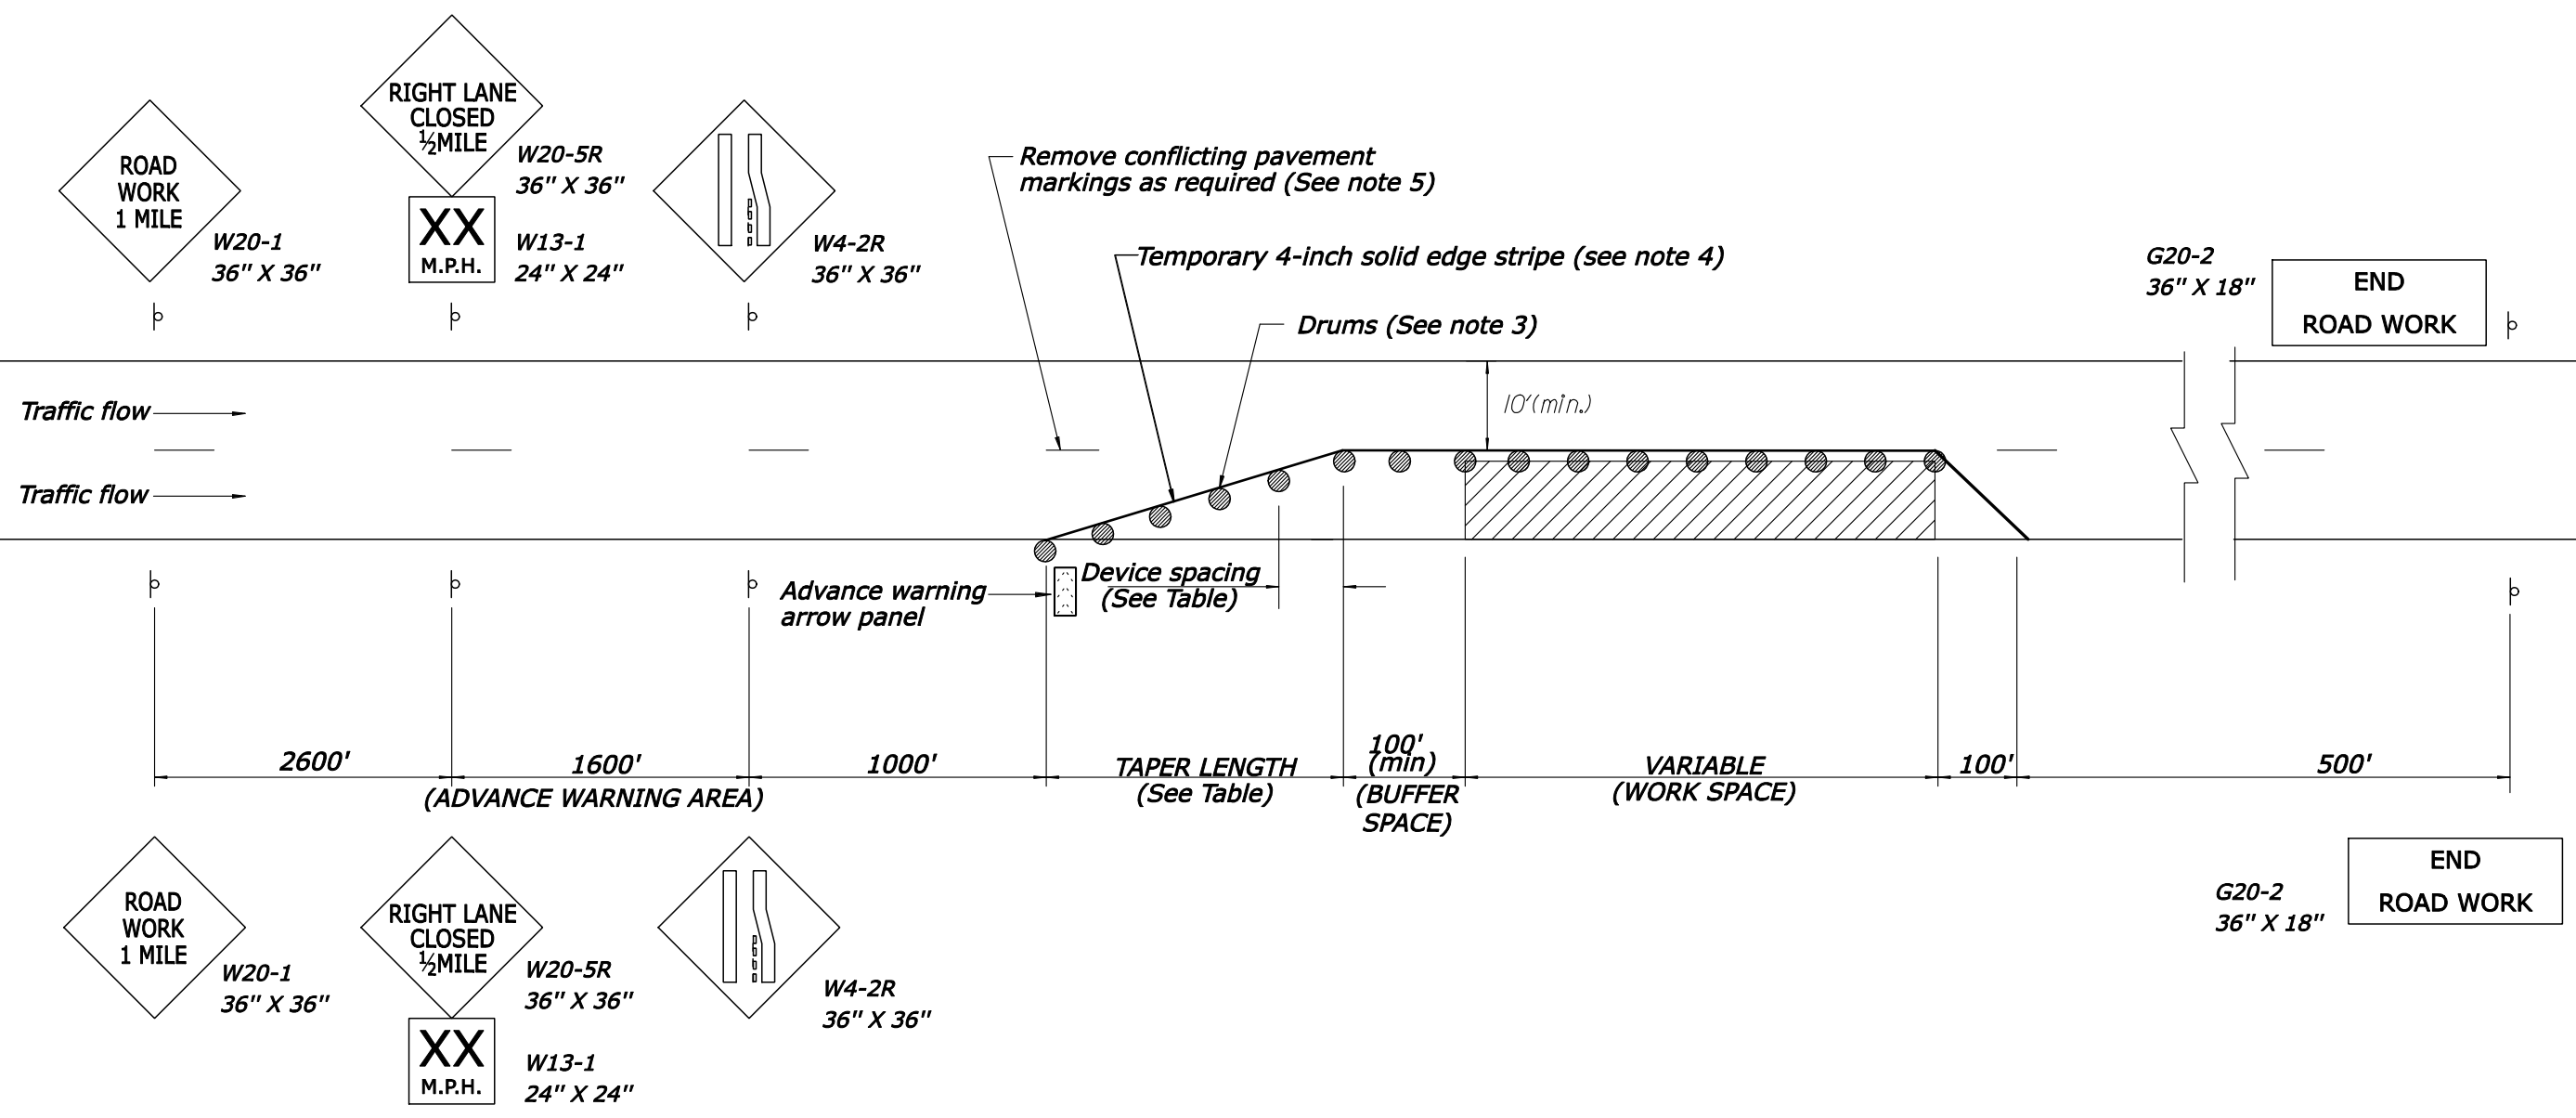 RIGHT LANE
CLOSED
½MILE
ROAD
WORK
1 MILE
W20-1
36" X 36"
W20-5R
36" X 36"
XX
M.P.H.
W13-1
24" X 24"
W4-2R
36" X 36"
Remove conflicting pavement
markings as required (See note 5)
Temporary 4-inch solid edge stripe (see note 4)
Drums (See note 3)
G20-2
36" X 18"
END
ROAD WORK
Traffic flow
10'(min.)
Traffic flow
Advance warning
arrow panel
Device spacing
(See Table)
2600'
1600'
(ADVANCE WARNING AREA)
1000'
TAPER LENGTH
(See Table)
100'
(min)
(BUFFER
SPACE)
VARIABLE
(WORK SPACE)
100'
500'
ROAD
WORK
1 MILE
W20-1
36" X 36"
RIGHT LANE
CLOSED
½MILE
W20-5R
36" X 36"
XX
M.P.H.
W13-1
24" X 24"
W4-2R
36" X 36"
G20-2
36" X 18"
END
ROAD WORK